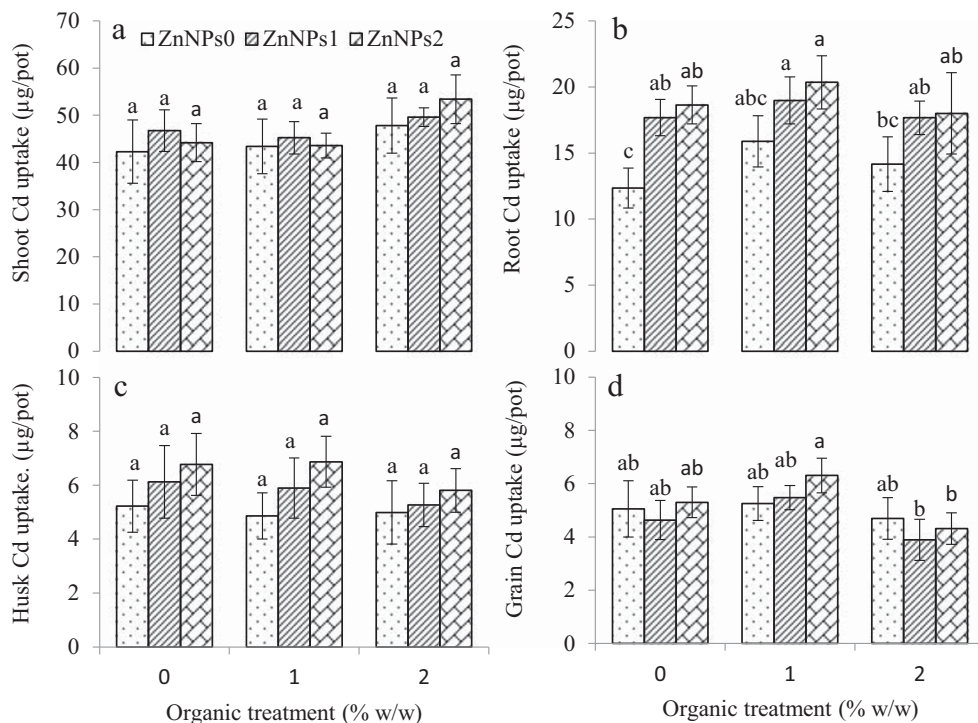 a
ZnNPs0 ZnNPs1 ZnNPs2
Shoot Cd uptake (μg/pot)
70
60
50
40
30
20
10
0
a a a
a a a
a a a
b
Root Cd uptake (μg/pot)
25
20
15
10
5
0
c ab ab
abc a a
bc ab ab
c
Husk Cd uptake. (μg/pot)
10
8
6
4
2
0
a a a
a a a
a a a
0 1 2
Organic treatment (% w/w)
d
Grain Cd uptake (μg/pot)
10
8
6
4
2
0
ab ab ab
ab ab a
ab b b
0 1 2
Organic treatment (% w/w)